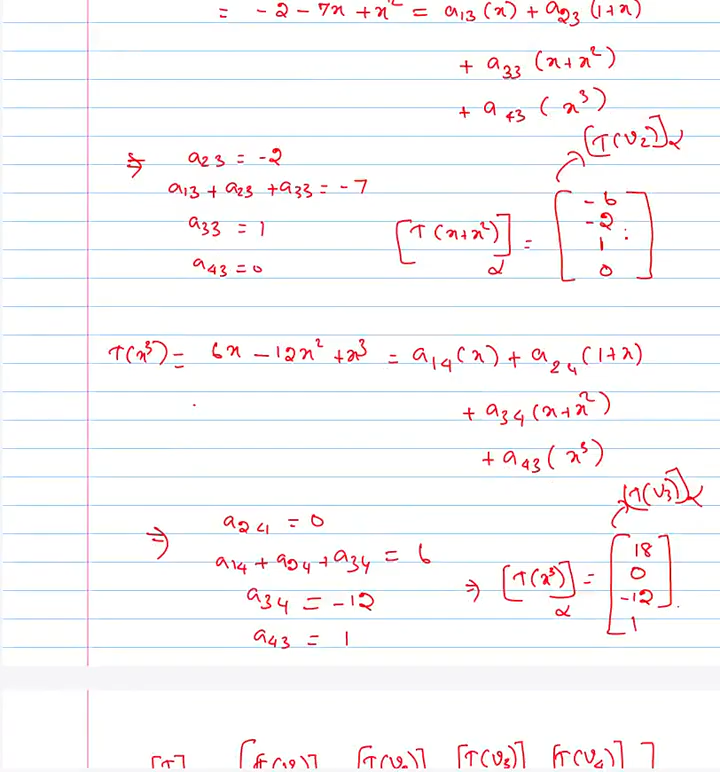 = -2 - 7x + x² = a₁₃(x) + a₂₃(1+x)
+ a₃₃(x+x²)
+ a₄₃(x³)
[T(v₂)]α
⇒ a₂₃ = -2
a₁₃ + a₂₃ + a₃₃ = -7
a₃₃ = 1
a₄₃ = 0
[T(x+x²)]α = [-6 -2 1 0]
T(x³) = 6x - 12x² + x³ = a₁₄(x) + a₂₄(1+x)
+ a₃₄(x+x²)
+ a₄₃(x³)
[T(v₃)]α
⇒ a₂₄ = 0
a₁₄ + a₂₄ + a₃₄ = 6
a₃₄ = -12
a₄₃ = 1
⇒ [T(x³)]α = [18 0 -12 1]
[T] [T(v₂)] [T(v₃)] [T(v₄)]]